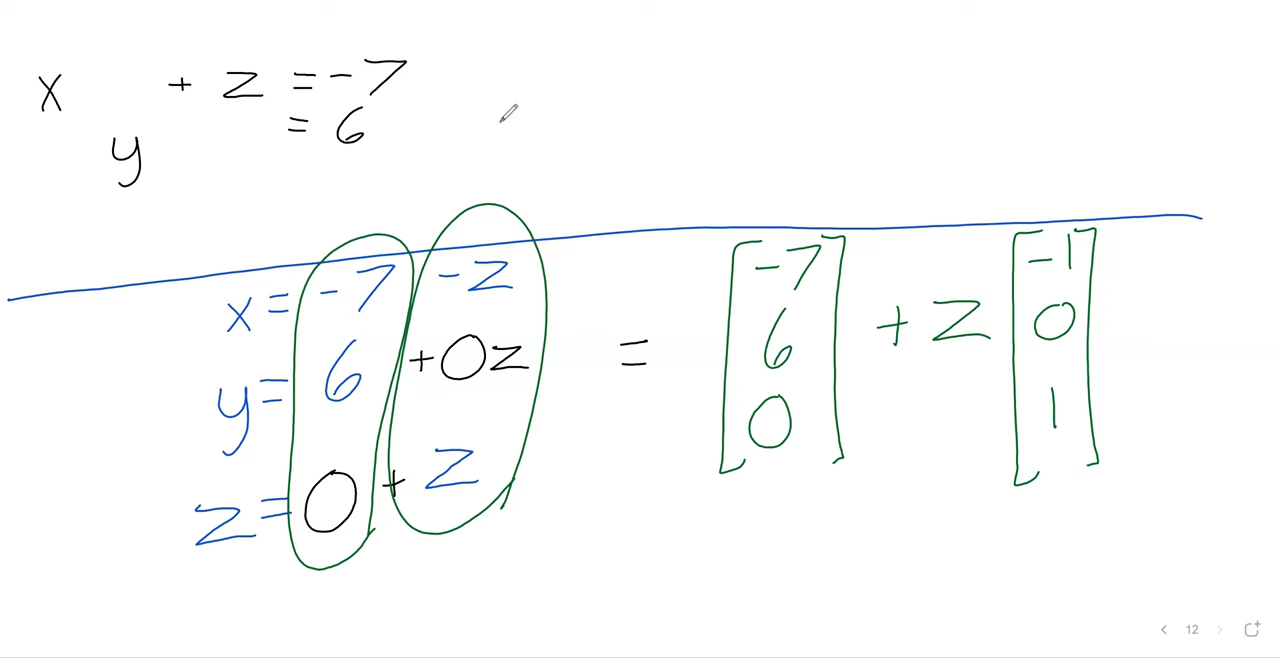 x + z = -7
y = 6
x = -7 -z
y = 6 +0z
z = 0 + z
= [-7 6 0] + z [-1 0 1]
12